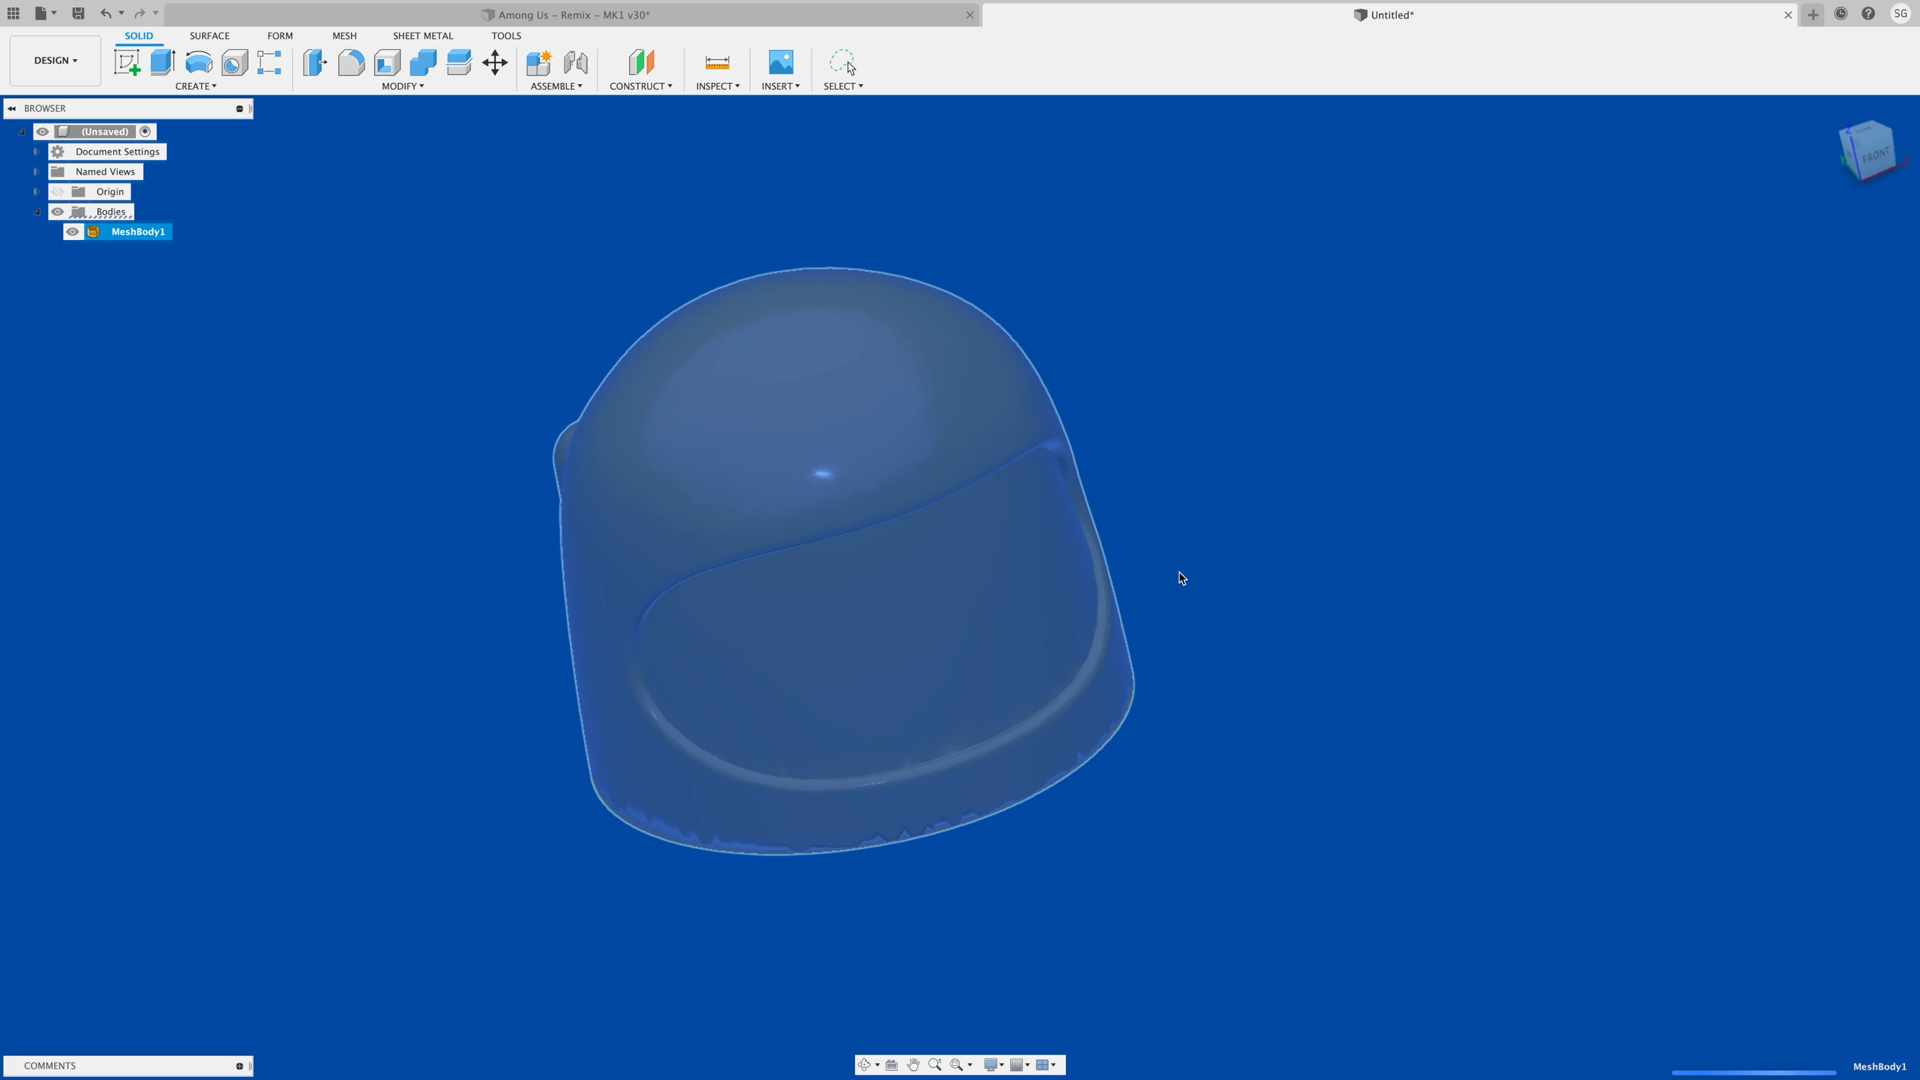 Among Us - Remix - MK1 v30*
Untitled*
SG
SOLID
SURFACE
FORM
MESH
SHEET METAL
TOOLS
DESIGN
CREATE
MODIFY
ASSEMBLE
CONSTRUCT
INSPECT
INSERT
SELECT
BROWSER
(Unsaved)
Document Settings
Named Views
Origin
Bodies
MeshBody1
Z
FRONT
COMMENTS
MeshBody1